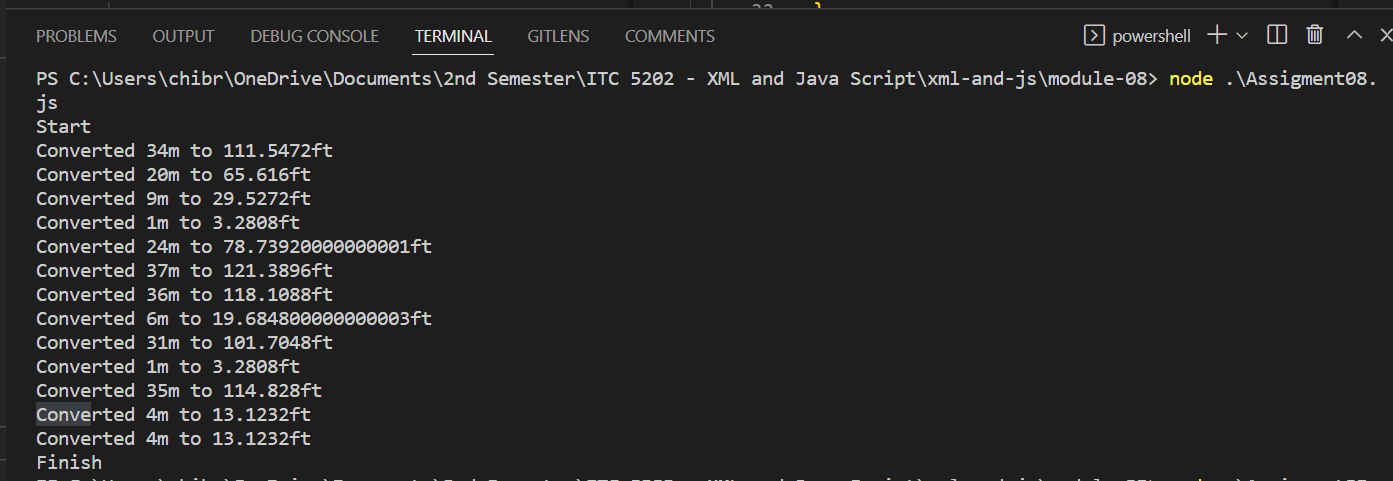 PROBLEMS OUTPUT DEBUG CONSOLE TERMINAL GITLENS COMMENTS powershell
PS C:\Users\chibr\OneDrive\Documents\2nd Semester\ITC 5202 - XML and Java Script\xml-and-js\module-08> node .\Assigment08.
js
Start
Converted 34m to 111.5472ft
Converted 20m to 65.616ft
Converted 9m to 29.5272ft
Converted 1m to 3.2808ft
Converted 24m to 78.73920000000001ft
Converted 37m to 121.3896ft
Converted 36m to 118.1088ft
Converted 6m to 19.684800000000003ft
Converted 31m to 101.7048ft
Converted 1m to 3.2808ft
Converted 35m to 114.828ft
Converted 4m to 13.1232ft
Converted 4m to 13.1232ft
Finish